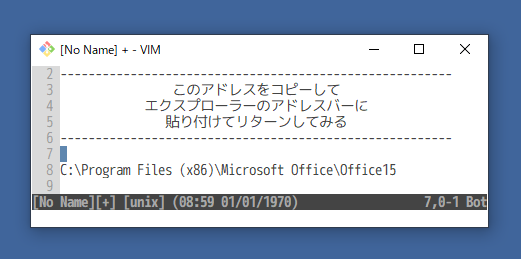 [No Name] + - VIM
2 --------------------------------------------------------
3 このアドレスをコピーして
4 エクスプローラーのアドレスバーに
5 貼り付けてリターンしてみる
6 --------------------------------------------------------
7
8 C:\Program Files (x86)\Microsoft Office\Office15
9
[No Name][+] [unix] (08:59 01/01/1970) 7,0-1 Bot